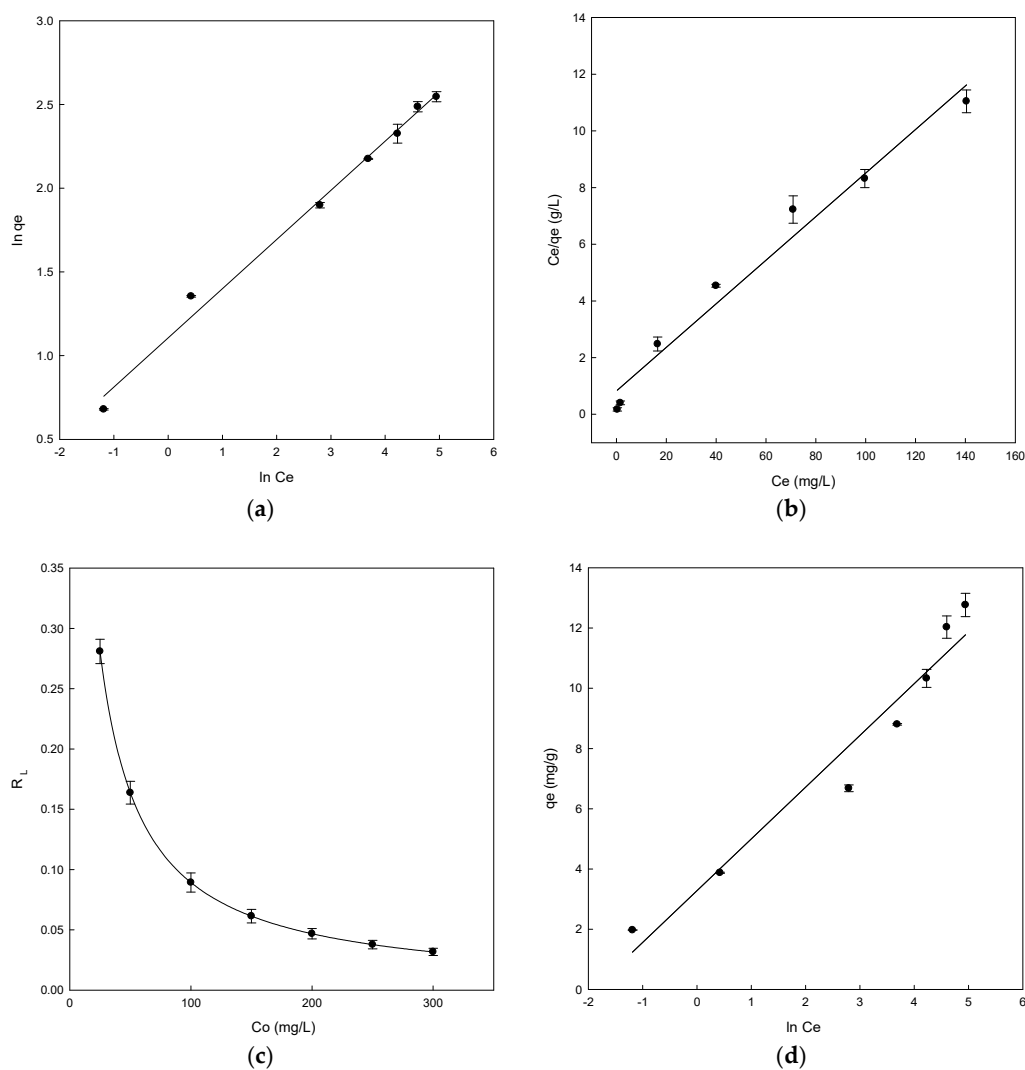 3.0
2.5
2.0
1.5
1.0
0.5
ln qe
-2 -1 0 1 2 3 4 5 6
ln Ce
(a)
14
12
10
8
6
4
2
0
Ce/qe (g/L)
0 20 40 60 80 100 120 140 160
Ce (mg/L)
(b)
0.35
0.30
0.25
0.20
0.15
0.10
0.05
0.00
R L
0 100 200 300
Co (mg/L)
(c)
14
12
10
8
6
4
2
0
qe (mg/g)
-2 -1 0 1 2 3 4 5 6
ln Ce
(d)